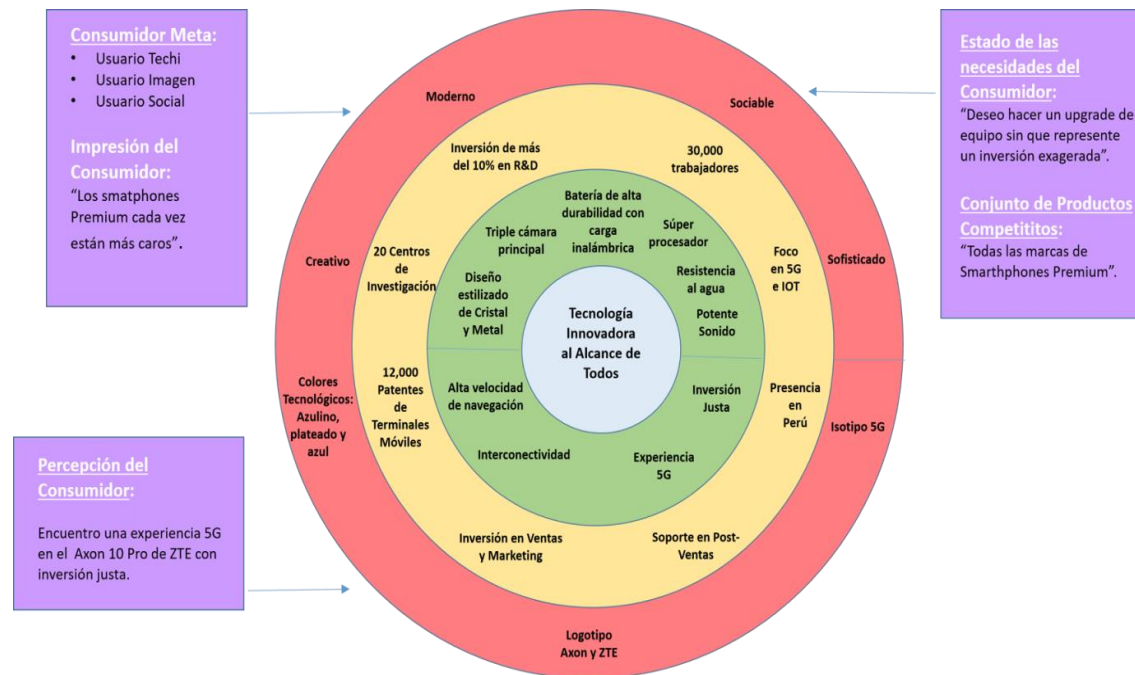 Consumidor Meta:
• Usuario Techi
• Usuario Imagen
• Usuario Social
Impresión del
Consumidor:
“Los smatphones
Premium cada vez
están más caros”.
Estado de las
necesidades del
Consumidor:
“Deseo hacer un upgrade de
equipo sin que represente
un inversión exagerada”.
Conjunto de Productos
Competititos:
“Todas las marcas de
Smarthphones Premium”.
Percepción del
Consumidor:
Encuentro una experiencia 5G
en el Axon 10 Pro de ZTE con
inversión justa.
Moderno
Sociable
Creativo
Sofisticado
Colores
Tecnológicos:
Azulino,
plateado y
azul
Isotipo 5G
Logotipo
Axon y ZTE
Inversión de más
del 10% en R&D
30,000
trabajadores
20 Centros
de
Investigación
Foco
en 5G
e IOT
12,000
Patentes
de
Terminales
Móviles
Presencia
en
Perú
Inversión en Ventas
y Marketing
Soporte en Post-
Ventas
Batería de alta
durabilidad con
carga
inalámbrica
Triple cámara
principal
Súper
procesador
Diseño
estilizado
de Cristal
y Metal
Resistencia
al agua
Potente
Sonido
Alta velocidad
de navegación
Inversión
Justa
Interconectividad
Experiencia
5G
Tecnología
Innovadora
al Alcance de
Todos